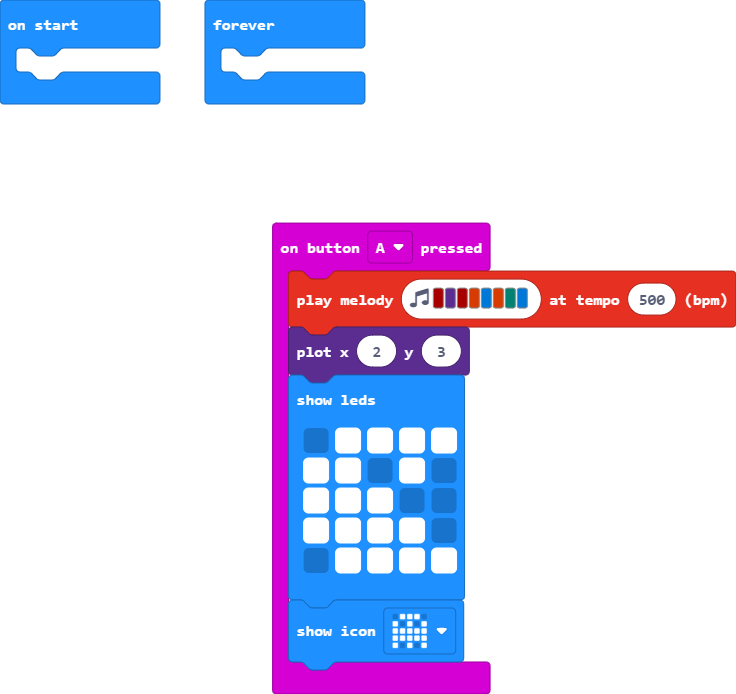 on start
forever
on button A pressed
play melody at tempo 500 (bpm)
plot x 2 y 3
show leds
show icon